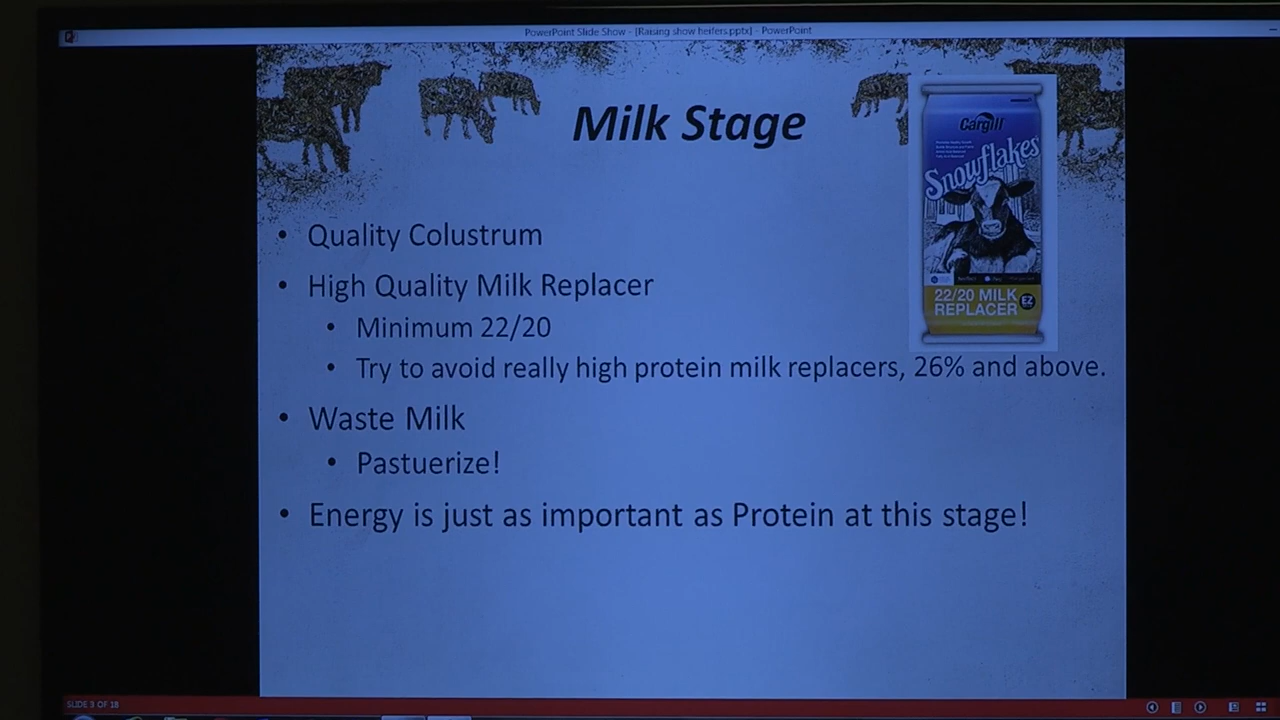 PowerPoint Slide Show - [Raising show heifers.pptx] - PowerPoint
Milk Stage
Cargill
Snowflakes
22/20 MILK
REPLACER
EZ
• Quality Colustrum
• High Quality Milk Replacer
• Minimum 22/20
• Try to avoid really high protein milk replacers, 26% and above.
• Waste Milk
• Pastuerize!
• Energy is just as important as Protein at this stage!
SLIDE 3 OF 18